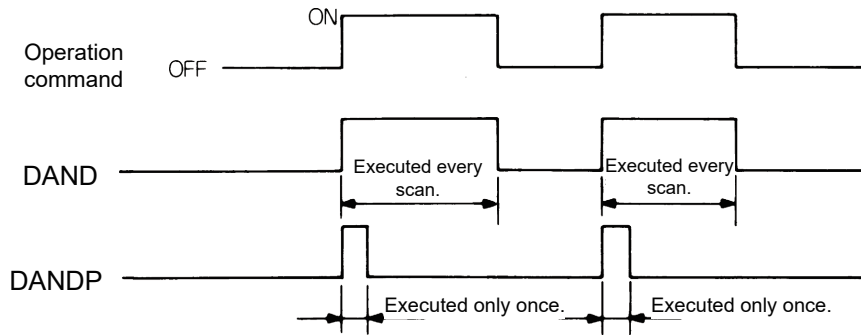 ON
Operation
command
OFF
DAND
Executed every
scan.
Executed every
scan.
DANDP
Executed only once.
Executed only once.